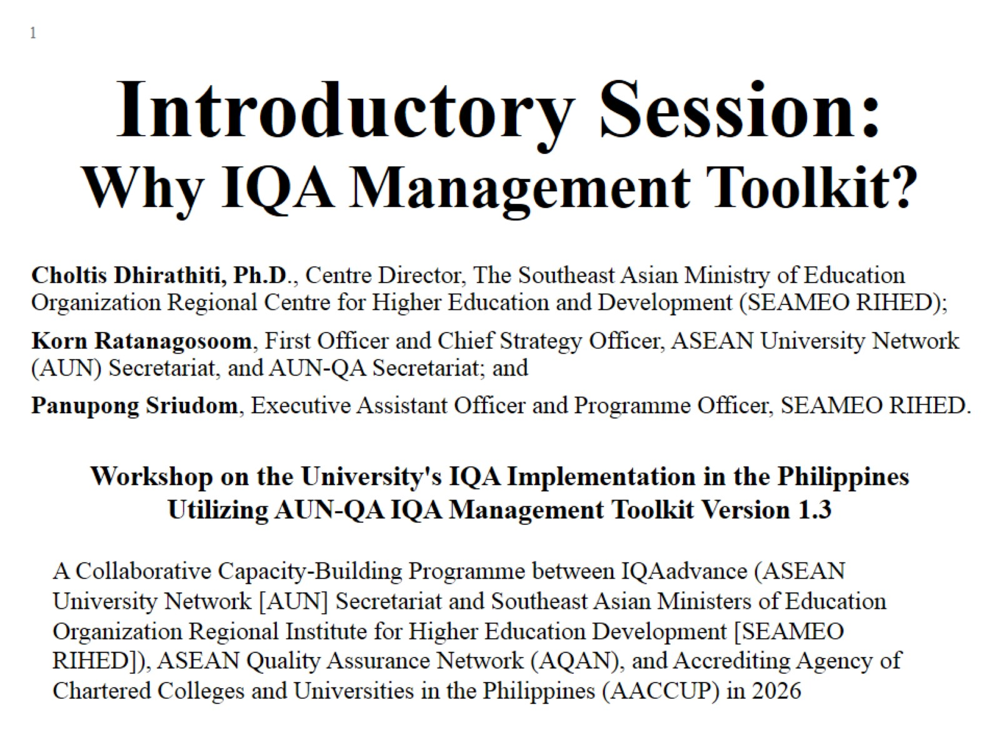 1
Introductory Session:
Why IQA Management Toolkit?
Choltis Dhirathiti, Ph.D., Centre Director, The Southeast Asian Ministry of Education
Organization Regional Centre for Higher Education and Development (SEAMEO RIHED);
Korn Ratanagosoom, First Officer and Chief Strategy Officer, ASEAN University Network
(AUN) Secretariat, and AUN-QA Secretariat; and
Panupong Sriudom, Executive Assistant Officer and Programme Officer, SEAMEO RIHED.
Workshop on the University's IQA Implementation in the Philippines
Utilizing AUN-QA IQA Management Toolkit Version 1.3
A Collaborative Capacity-Building Programme between IQAadvance (ASEAN
University Network [AUN] Secretariat and Southeast Asian Ministers of Education
Organization Regional Institute for Higher Education Development [SEAMEO
RIHED]), ASEAN Quality Assurance Network (AQAN), and Accrediting Agency of
Chartered Colleges and Universities in the Philippines (AACCUP) in 2026